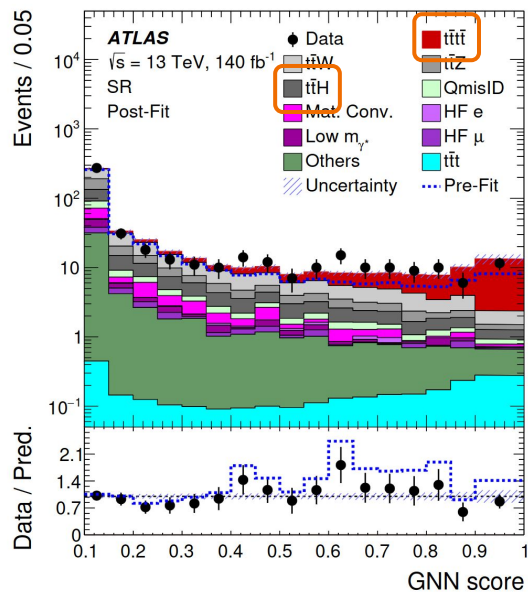 ATLAS
√s = 13 TeV, 140 fb⁻¹
SR
Post-Fit
Data
tt̄tt̄
tt̄W
tt̄Z
tt̄H
QmisID
Mat. Conv.
HF e
Low m_γ*
HF μ
Others
tt̄t
Uncertainty
Pre-Fit
Events / 0.05
10⁴
10³
10²
10
1
10⁻¹
Data / Pred.
2.1
1.4
0.7
0
0.1 0.2 0.3 0.4 0.5 0.6 0.7 0.8 0.9 1
GNN score